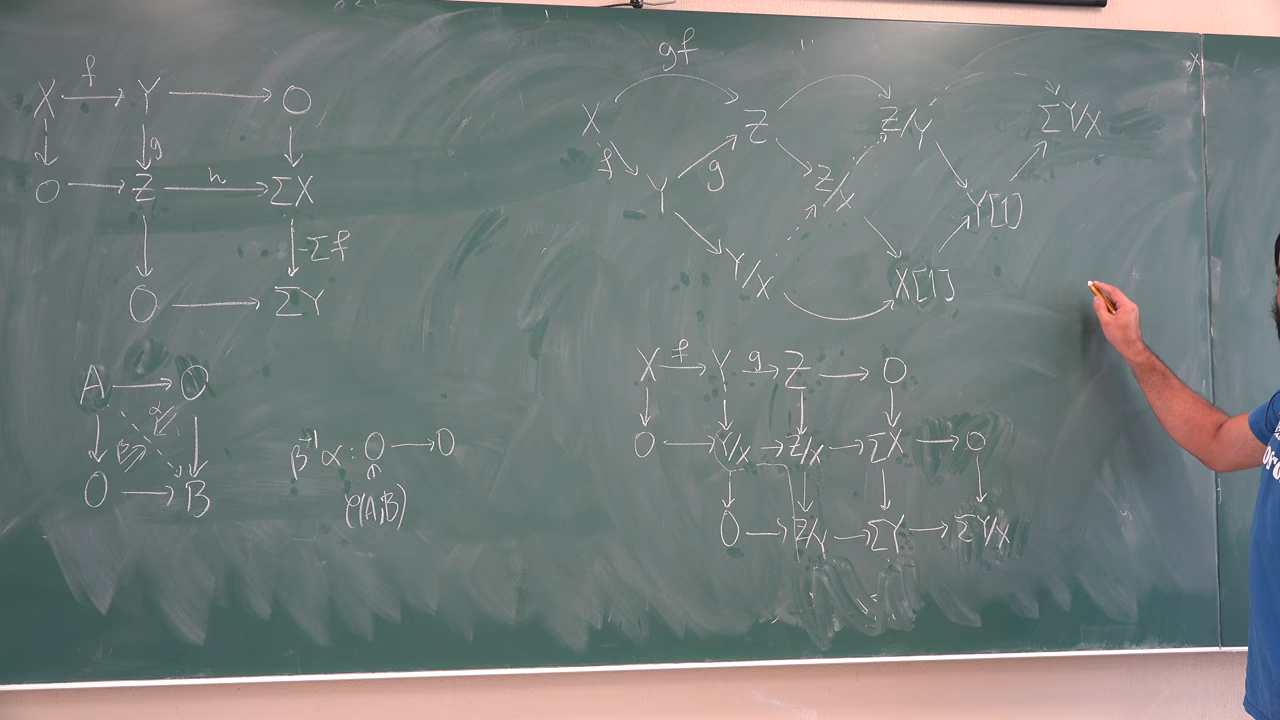 X f→ Y → 0
↓ ↓g ↓
0 → Z h→ ΣX
↓ ↓ -Σf
0 → ΣY
A → 0
α
β
0 → B
β⁻¹α : 0 → 0
𝒞(A,B)
gf
X Z Z/Y ΣY/X
f g Z/X
Y Y[1]
Y/X X[1]
X f→ Y g→ Z → 0
↓ ↓ ↓ ↓
0 → Y/X → Z/X → ΣX → 0
↓ ↓ ↓ ↓
0 → Z/Y → ΣY → ΣY/X
X